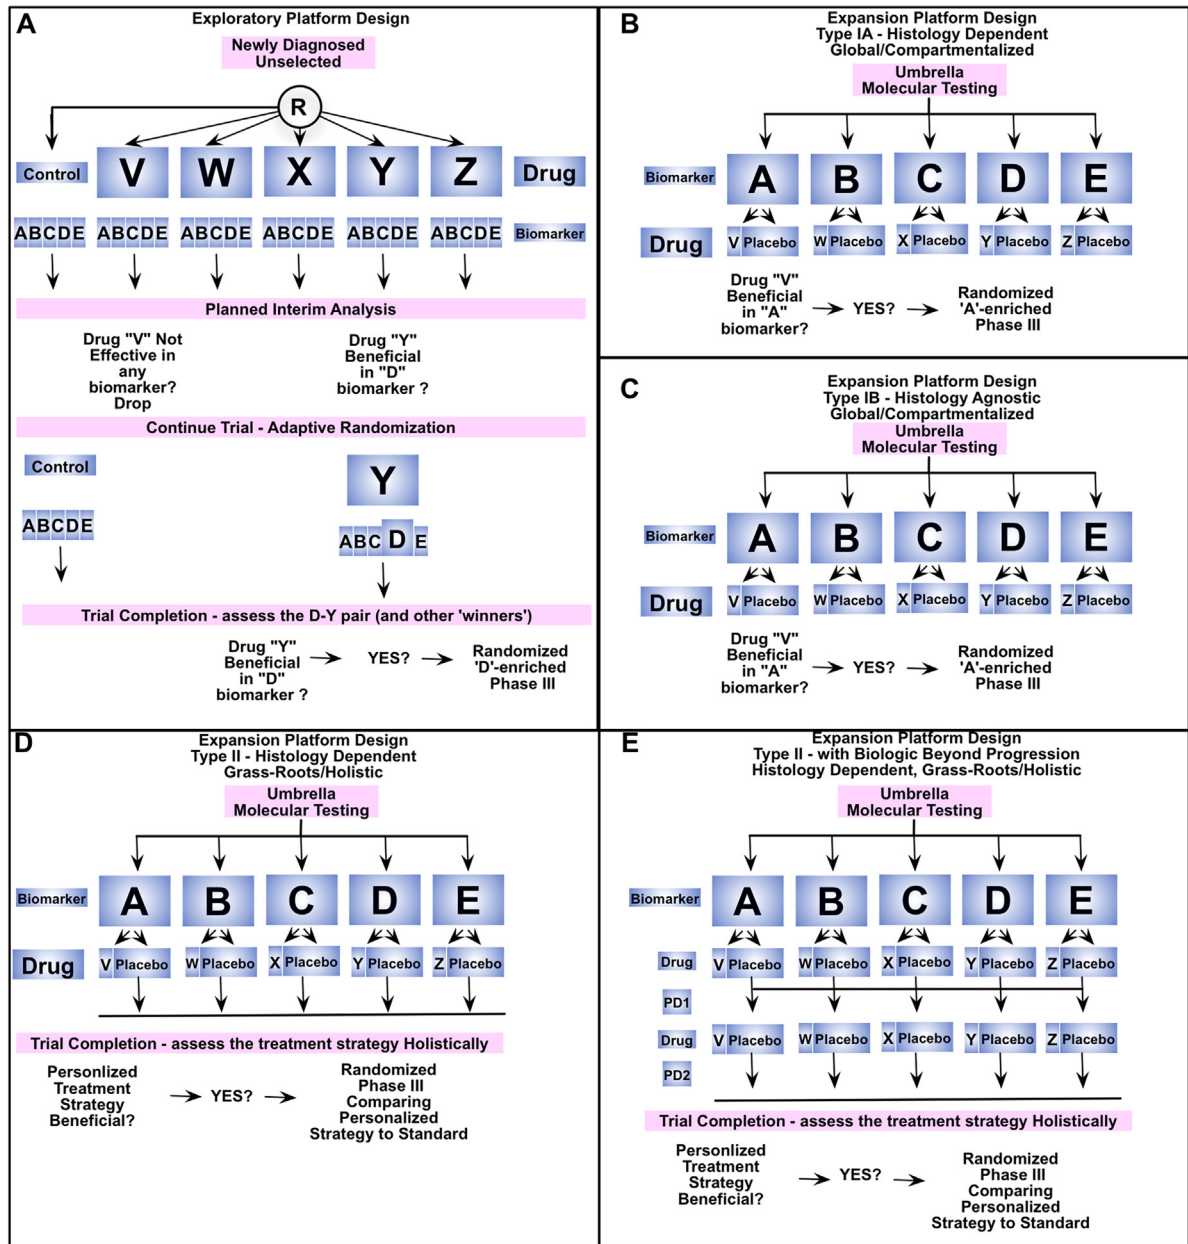 A
Exploratory Platform Design
Newly Diagnosed
Unselected
R
Control
V
W
X
Y
Z
Drug
ABCDE
ABCDE
ABCDE
ABCDE
ABCDE
ABCDE
Biomarker
Planned Interim Analysis
Drug "V" Not
Effective in
any
biomarker?
Drop
Drug "Y"
Beneficial
in "D"
biomarker ?
Continue Trial - Adaptive Randomization
Control
Y
ABCDE
ABC D E
Trial Completion - assess the D-Y pair (and other 'winners')
Drug "Y"
Beneficial
in "D"
biomarker ?
YES?
Randomized
'D'-enriched
Phase III
B
Expansion Platform Design
Type IA - Histology Dependent
Global/Compartmentalized
Umbrella
Molecular Testing
Biomarker
A
B
C
D
E
Drug
V Placebo
W Placebo
X Placebo
Y Placebo
Z Placebo
Drug "V"
Beneficial
in "A"
biomarker?
YES?
Randomized
'A'-enriched
Phase III
C
Expansion Platform Design
Type IB - Histology Agnostic
Global/Compartmentalized
Umbrella
Molecular Testing
Biomarker
A
B
C
D
E
Drug
V Placebo
W Placebo
X Placebo
Y Placebo
Z Placebo
Drug "V"
Beneficial
in "A"
biomarker?
YES?
Randomized
'A'-enriched
Phase III
D
Expansion Platform Design
Type II - Histology Dependent
Grass-Roots/Holistic
Umbrella
Molecular Testing
Biomarker
A
B
C
D
E
Drug
V Placebo
W Placebo
X Placebo
Y Placebo
Z Placebo
Trial Completion - assess the treatment strategy Holistically
Personlized
Treatment
Strategy
Beneficial?
YES?
Randomized
Phase III
Comparing
Personalized
Strategy to Standard
E
Expansion Platform Design
Type II - with Biologic Beyond Progression
Histology Dependent, Grass-Roots/Holistic
Umbrella
Molecular Testing
Biomarker
A
B
C
D
E
Drug
V Placebo
W Placebo
X Placebo
Y Placebo
Z Placebo
PD1
Drug
V Placebo
W Placebo
X Placebo
Y Placebo
Z Placebo
PD2
Trial Completion - assess the treatment strategy Holistically
Personlized
Treatment
Strategy
Beneficial?
YES?
Randomized
Phase III
Comparing
Personalized
Strategy to Standard